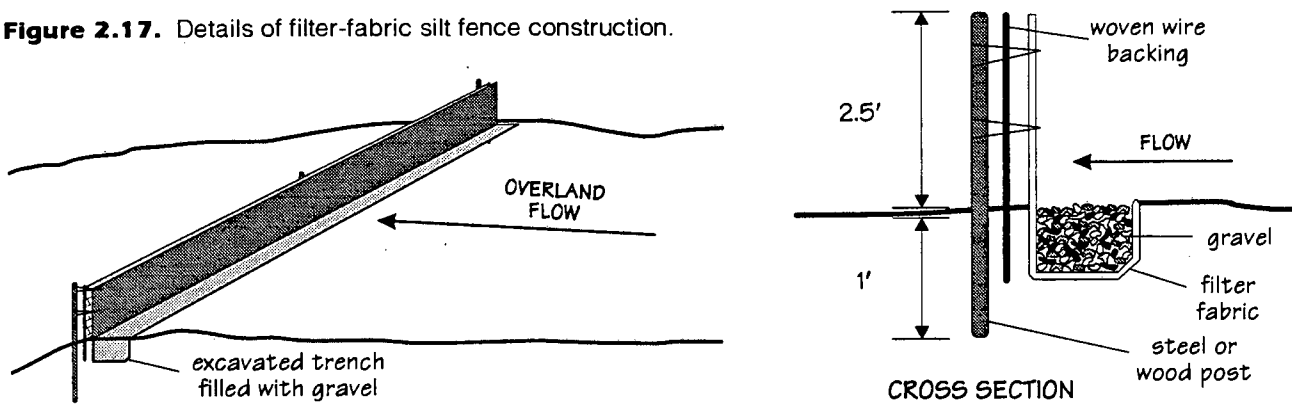 Figure 2.17. Details of filter-fabric silt fence construction.
OVERLAND
FLOW
excavated trench
filled with gravel
woven wire
backing
2.5'
FLOW
gravel
1'
filter
fabric
steel or
wood post
CROSS SECTION